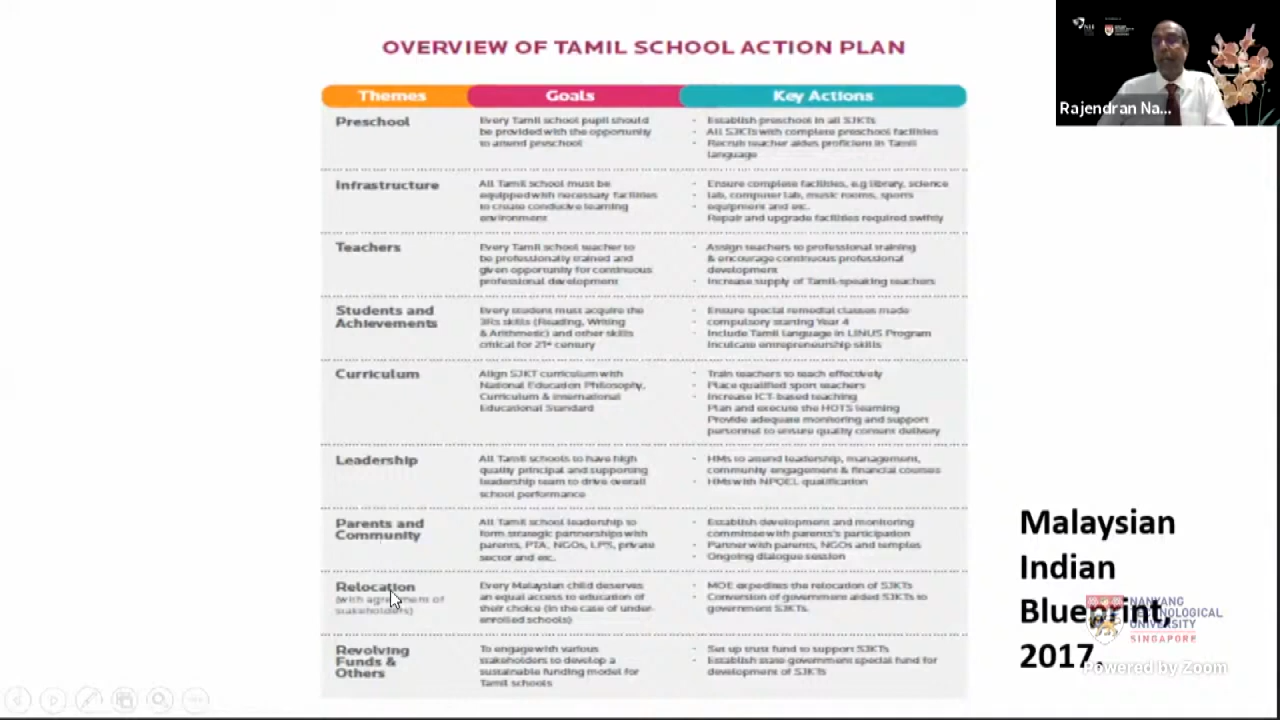 OVERVIEW OF TAMIL SCHOOL ACTION PLAN
Themes Goals Key Actions
Preschool
Every Tamil school pupil should
be provided with the opportunity
to attend preschool
· Establish preschool in all SJKTs
· All SJKTs with complete preschool facilities
· Recruit teacher aides proficient in Tamil
language
Infrastructure
All Tamil school must be
equipped with necessary facilities
to create conducive learning
environment
· Ensure complete facilities, e.g library, science
· lab, computer lab, music rooms, sports
· equipment and etc.
Repair and upgrade facilities required swiftly
Teachers
Every Tamil school teacher to
be professionally trained and
given opportunity for continuous
professional development
· Assign teachers to professional training
& encourage continuous professional
development
· Increase supply of Tamil-speaking teachers
Students and
Achievements
Every student must acquire the
3Rs skills (Reading, Writing
& Arithmetic) and other skills
critical for 21st century
· Ensure special remedial classes made
· compulsory starting Year 4
· Include Tamil language in LINUS Program
Inculcate entrepreneurship skills
Curriculum
Align SJKT curriculum with
National Education Philosophy,
Curriculum & International
Educational Standard
· Train teachers to teach effectively
· Place qualified sport teachers
· Increase ICT-based teaching
Plan and execute the HOTS learning
Provide adequate monitoring and support
personnel to ensure quality content delivery
Leadership
All Tamil schools to have high
quality principal and supporting
leadership team to drive overall
school performance
· HMs to attend leadership, management,
community engagement & financial courses
· HMs with NPQEL qualification
Parents and
Community
All Tamil school leadership to
form strategic partnerships with
parents, PTA, NGOs, LPS, private
sector and etc.
· Establish development and monitoring
committee with parents's participation
· Partner with parents, NGOs and temples
· Ongoing dialogue session
Relocation
(with agreement of
stakeholders)
Every Malaysian child deserves
an equal access to education of
their choice (in the case of under-
enrolled schools)
· MOE expedites the relocation of SJKTs
· Conversion of government aided SJKTs to
government SJKTs.
Revolving
Funds &
Others
To engage with various
stakeholders to develop a
sustainable funding model for
Tamil schools
· Set up trust fund to support SJKTs
· Establish state government special fund for
development of SJKTs
Rajendran Na...
Malaysian
Indian
Blueprint,
2017.
NANYANG
TECHNOLOGICAL
UNIVERSITY
SINGAPORE
Powered by Zoom